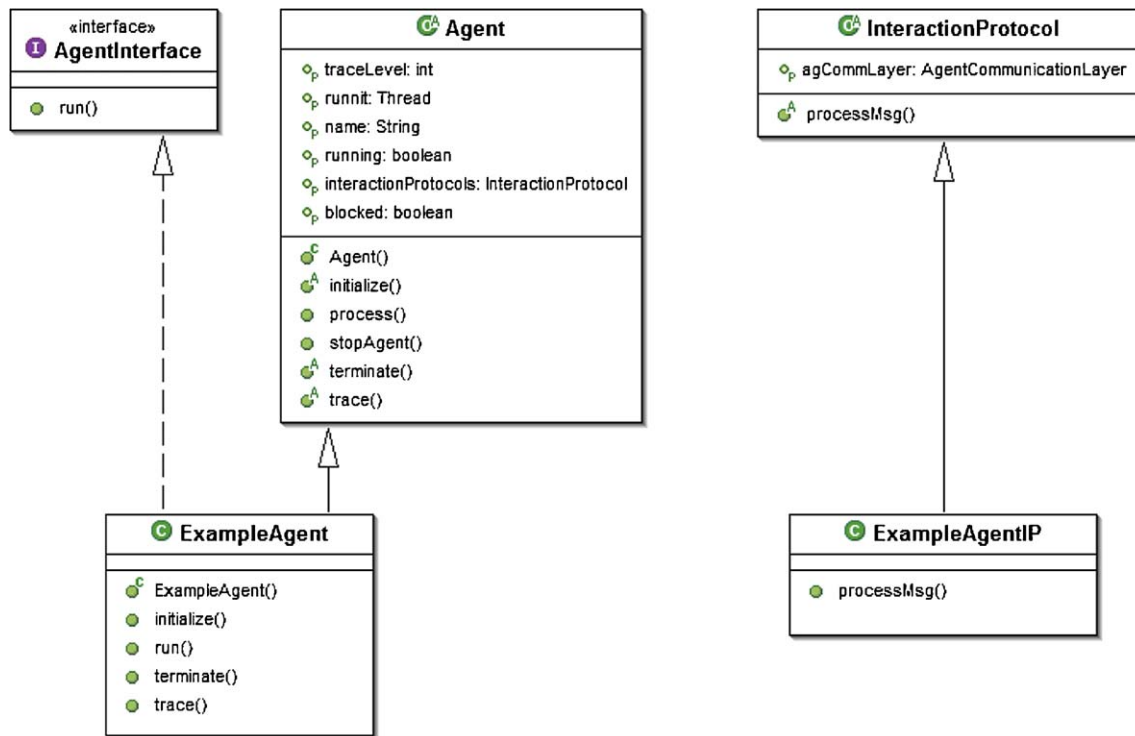 «interface»
I AgentInterface
run()
C A Agent
P traceLevel: int
P runnit: Thread
P name: String
P running: boolean
P interactionProtocols: InteractionProtocol
P blocked: boolean
C Agent()
A initialize()
process()
stopAgent()
A terminate()
A trace()
C A InteractionProtocol
P agCommLayer: AgentCommunicationLayer
A processMsg()
C ExampleAgent
C ExampleAgent()
initialize()
run()
terminate()
trace()
C ExampleAgentIP
processMsg()